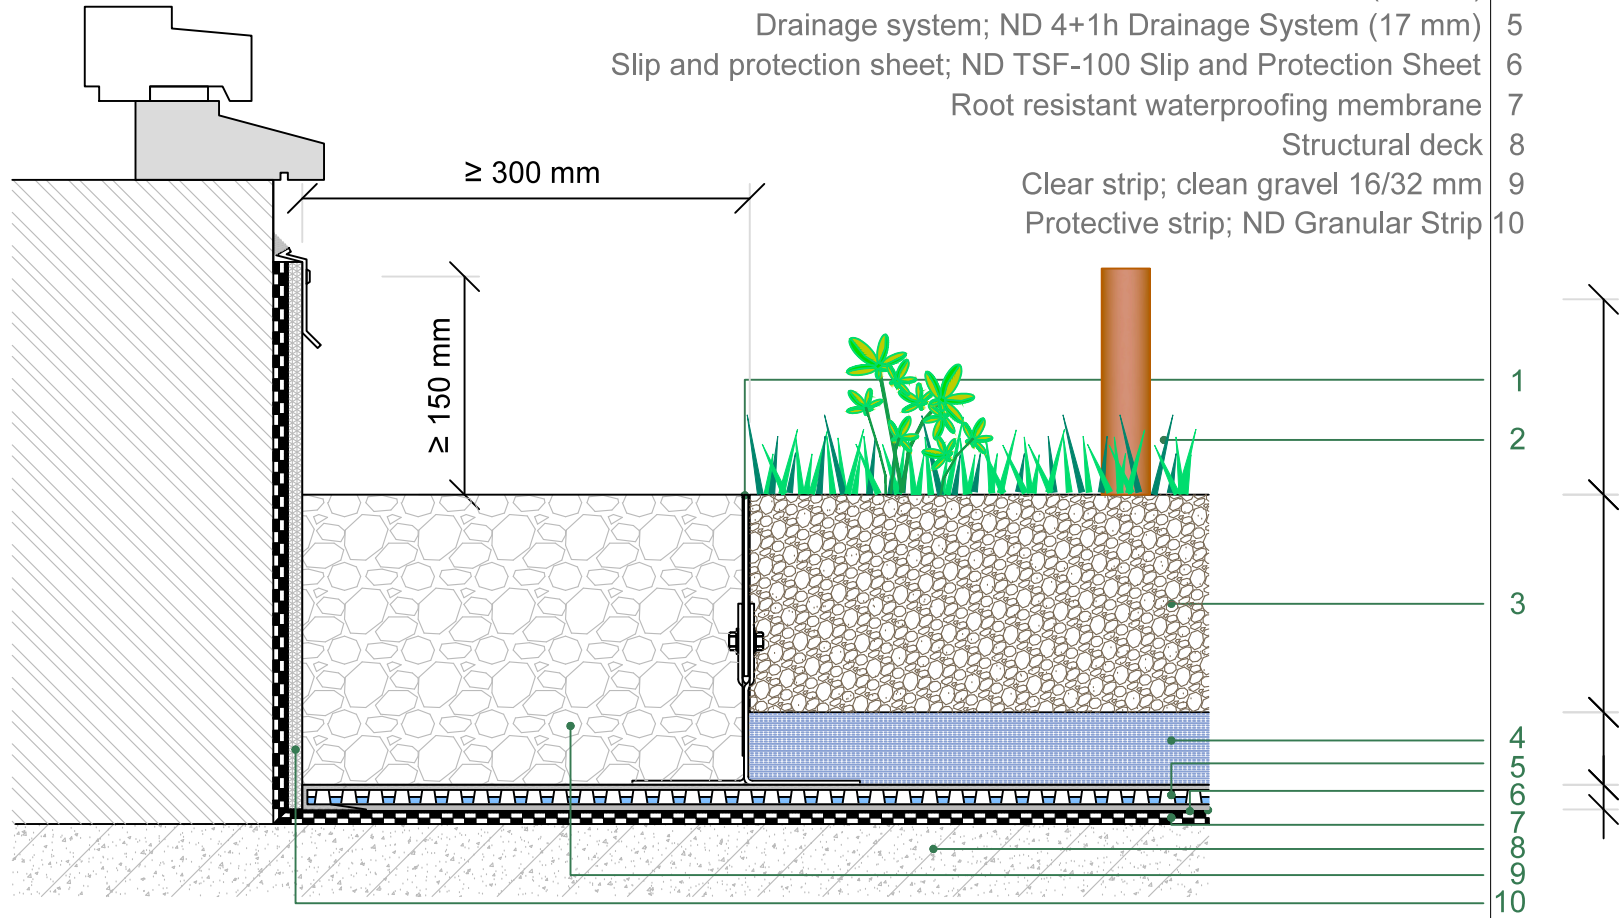 Drainage system; ND 4+1h Drainage System (17 mm) 5
Slip and protection sheet; ND TSF-100 Slip and Protection Sheet 6
Root resistant waterproofing membrane 7
Structural deck 8
Clear strip; clean gravel 16/32 mm 9
Protective strip; ND Granular Strip 10
≥ 300 mm
≥ 150 mm
1
2
3
4
5
6
7
8
9
10